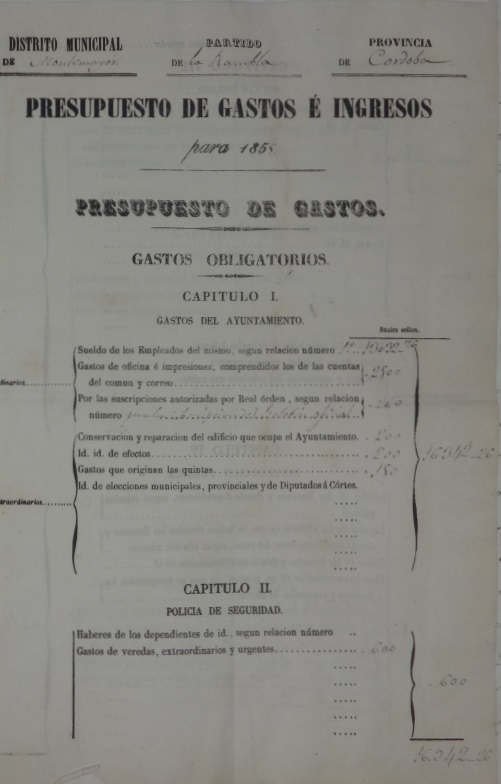 DISTRITO MUNICIPAL PARTIDO PROVINCIA
DE Montemayor DE La Rambla DE Cordoba
PRESUPUESTO DE GASTOS É INGRESOS
para 185
PRESUPUESTO DE GASTOS.
GASTOS OBLIGATORIOS.
CAPITULO I.
GASTOS DEL AYUNTAMIENTO.
Reales vellon.
Sueldo de los Empleados del mismo, segun relacion número 1º
Gastos de oficina é impresiones, comprendidos los de las cuentas
del comun y correo 2500
dinarios
Por las suscripciones autorizadas por Real órden, segun relacion
número 260
Conservacion y reparacion del edificio que ocupa el Ayuntamiento. 200
Id. id. de efectos 200
Gastos que originan las quintas 150
Id. de elecciones municipales, provinciales y de Diputados á Córtes.
traordinarios
CAPITULO II.
POLICIA DE SEGURIDAD.
Haberes de los dependientes de id., segun relacion número ..
Gastos de veredas, extraordinarios y urgentes 600
600